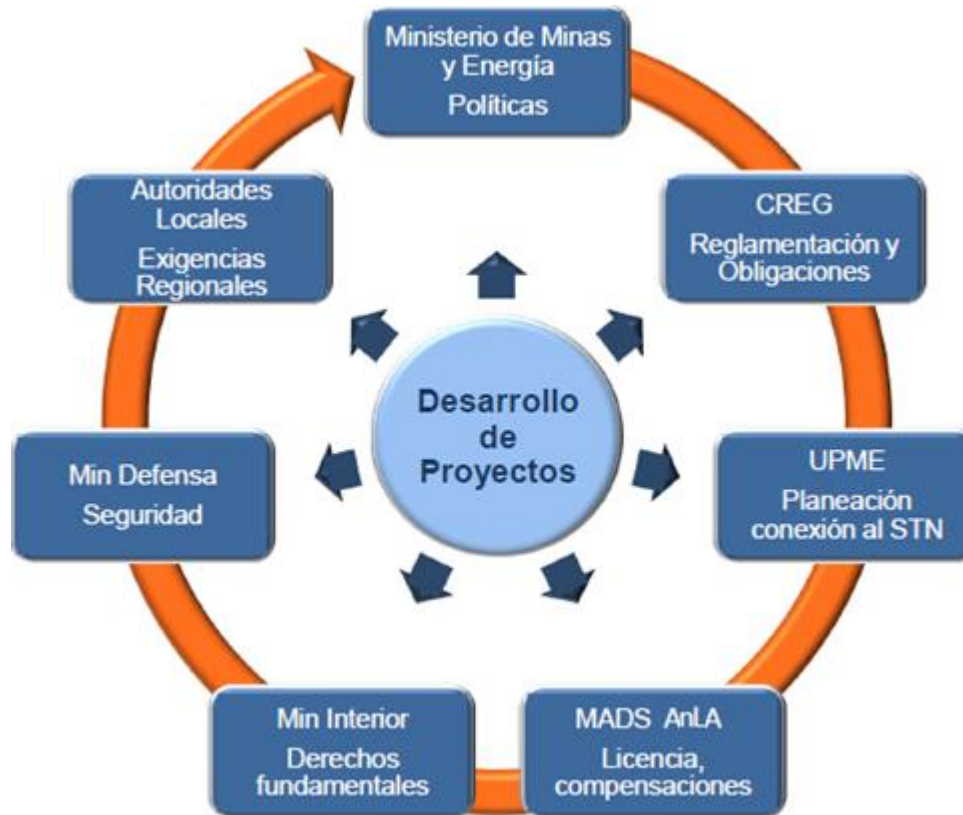 Ministerio de Minas
y Energía
Políticas
CREG
Reglamentación y
Obligaciones
UPME
Planeación
conexión al STN
MADS AnLA
Licencia,
compensaciones
Min Interior
Derechos
fundamentales
Min Defensa
Seguridad
Autoridades
Locales
Exigencias
Regionales
Desarrollo
de
Proyectos